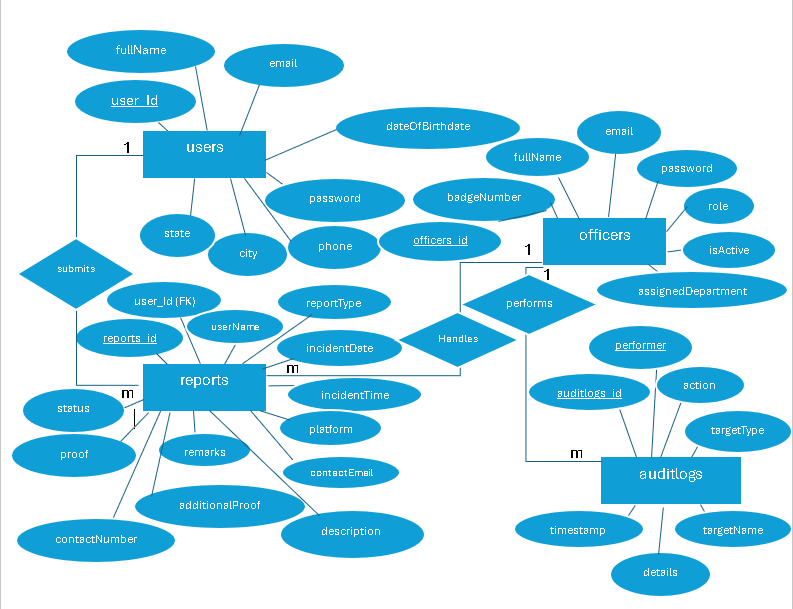 fullName
email
user_Id
dateOfBirthdate
1
users
email
fullName
password
password
badgeNumber
role
state
city
phone
officers_id
officers
1
isActive
submits
1
assignedDepartment
user_Id (FK)
reportType
performs
userName
reports_id
Handles
incidentDate
performer
m
reports
action
auditlogs_id
m
incidentTime
status
platform
targetType
proof
remarks
m
contactEmail
auditlogs
additionalProof
description
timestamp
targetName
contactNumber
details